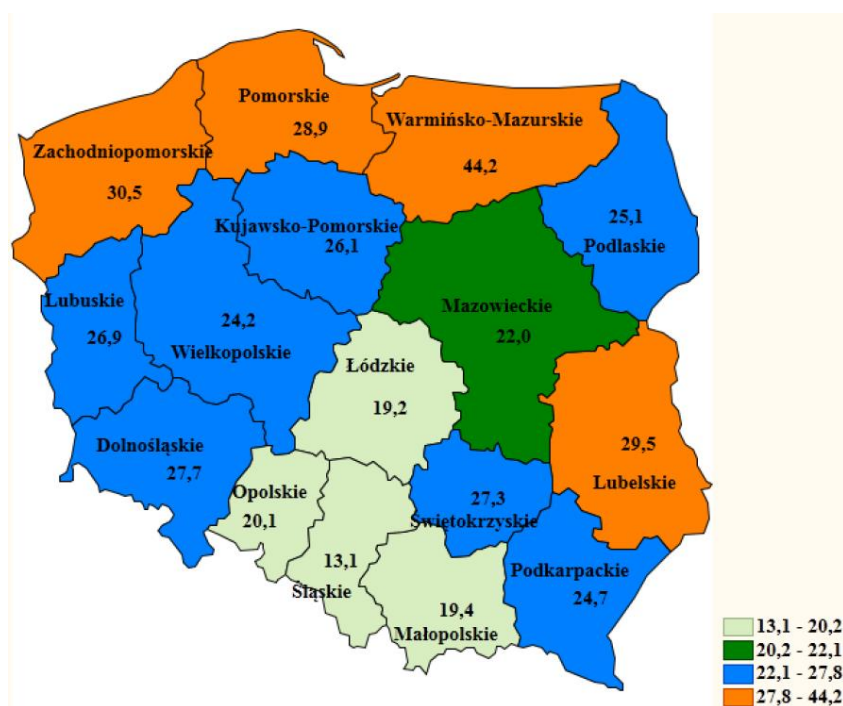 Pomorskie
28,9
Warmińsko-Mazurskie
44,2
Zachodniopomorskie
30,5
25,1
Podlaskie
Kujawsko-Pomorskie
26,1
Lubuskie
26,9
24,2
Wielkopolskie
Mazowieckie
22,0
Łódzkie
19,2
Dolnośląskie
27,7
29,5
Lubelskie
Opolskie
20,1
27,3
Swiętokrzyskie
13,1
Śląskie
Podkarpackie
24,7
19,4
Małopolskie
13,1 - 20,2
20,2 - 22,1
22,1 - 27,8
27,8 - 44,2